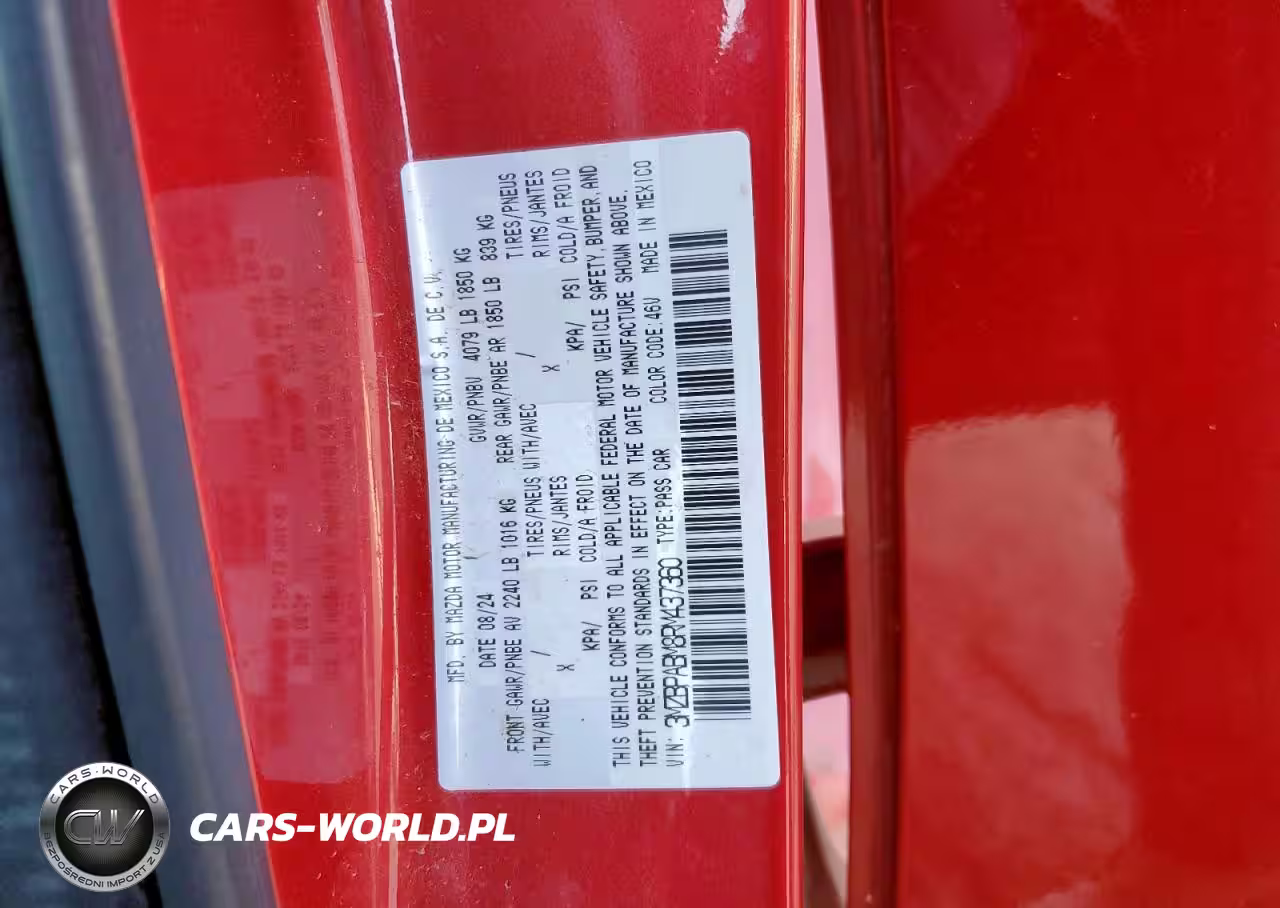 MFD. BY MAZDA MOTOR MANUFACTURING DE MEXICO S.A. DE C.V.
DATE 08/24 GVWR/PNBV 4079 LB 1850 KG
FRONT GAWR/PNBE AV 2240 LB 1016 KG REAR GAWR/PNBE AR 1850 LB 839 KG
WITH/AVEC / TIRES/PNEUS WITH/AVEC / TIRES/PNEUS
X RIMS/JANTES X RIMS/JANTES
KPA/ PSI COLD/A FROID KPA/ PSI COLD/A FROID
THIS VEHICLE CONFORMS TO ALL APPLICABLE FEDERAL MOTOR VEHICLE SAFETY, BUMPER, AND
THEFT PREVENTION STANDARDS IN EFFECT ON THE DATE OF MANUFACTURE SHOWN ABOVE.
VIN: 3MZBPABM8RM437360 TYPE:PASS CAR COLOR CODE:46V MADE IN MEXICO
CARS-WORLD
CW
BEZPOŚREDNI IMPORT Z USA
CARS-WORLD.PL